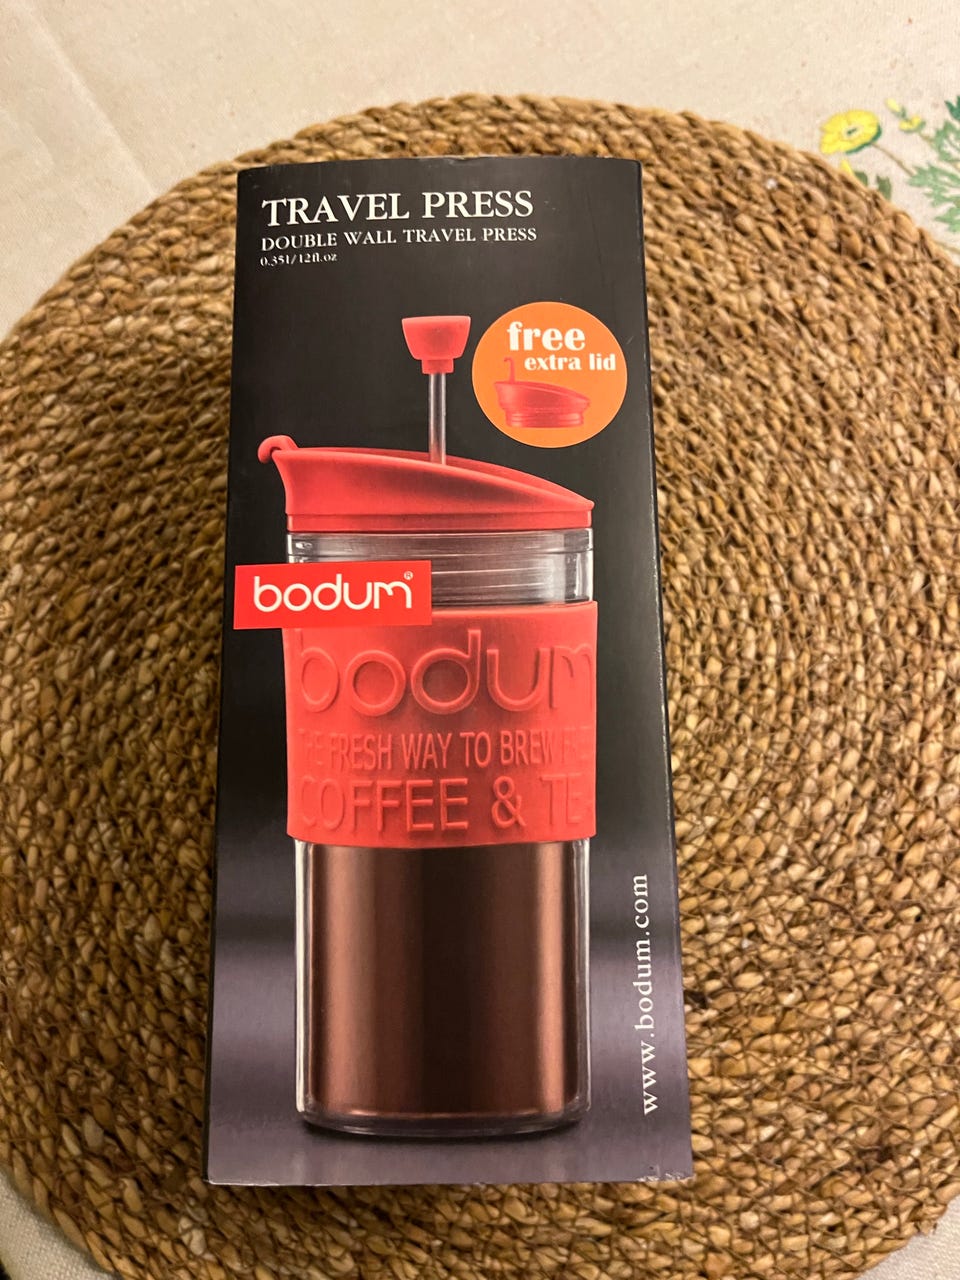 TRAVEL PRESS
DOUBLE WALL TRAVEL PRESS
0.35l/12fl.oz
free
extra lid
bodum®
bodum
THE FRESH WAY TO BREW
COFFEE & TEA
www.bodum.com